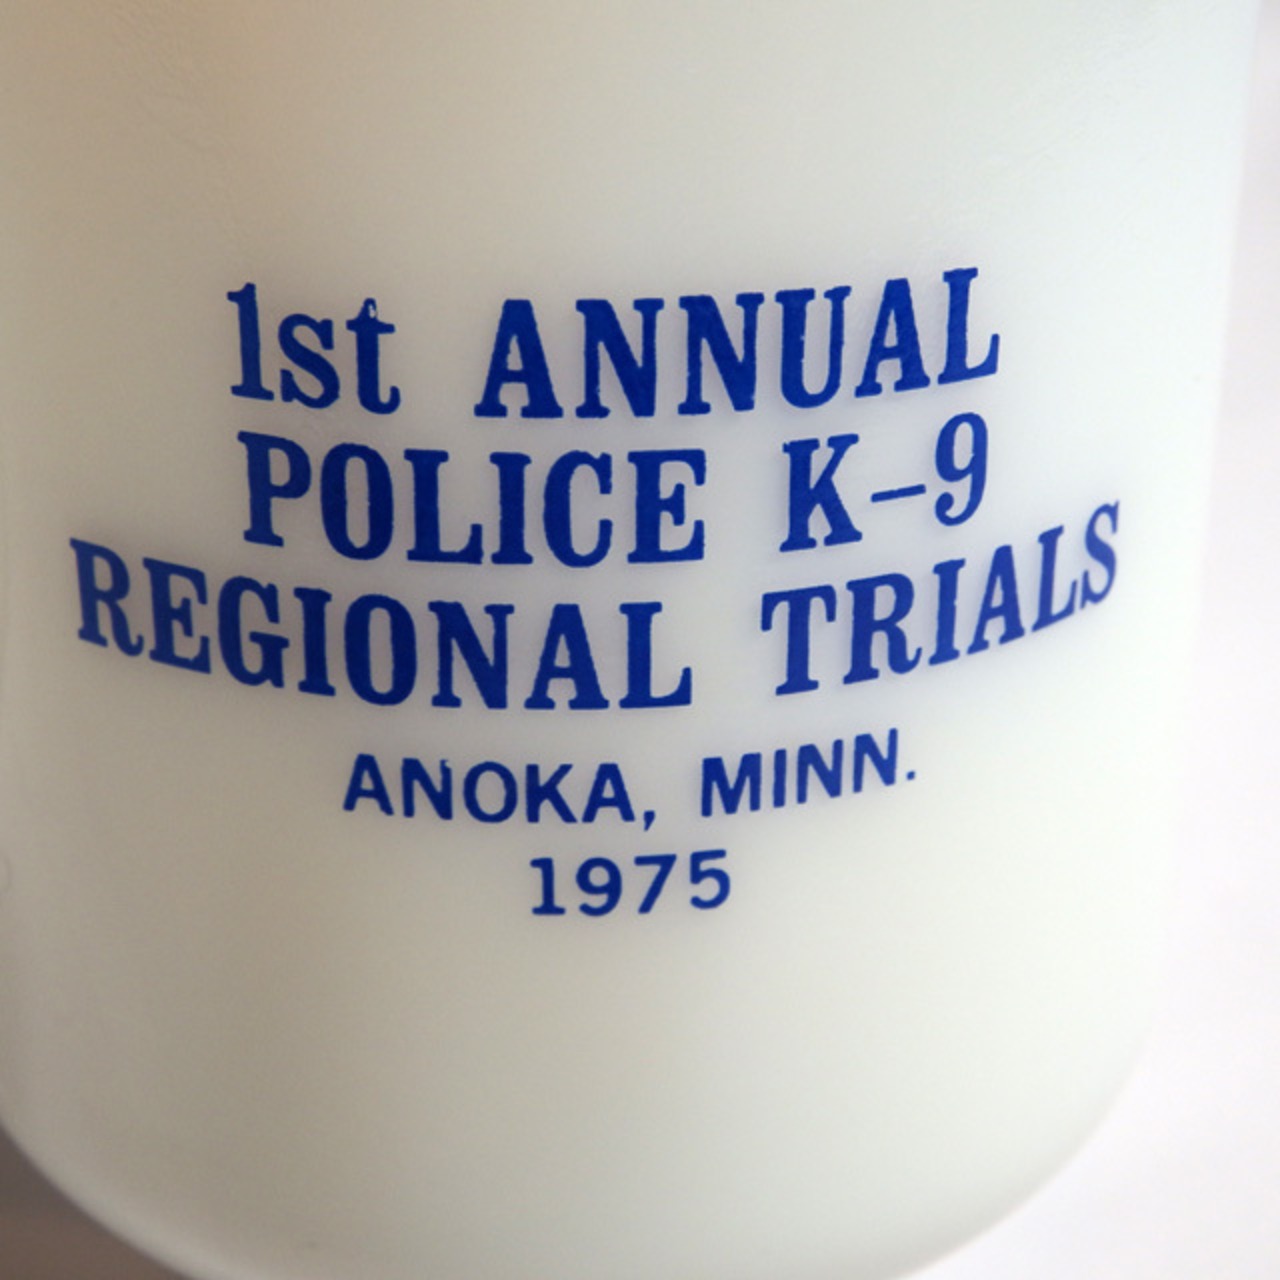 1st ANNUAL
POLICE K-9
REGIONAL TRIALS
ANOKA, MINN.
1975